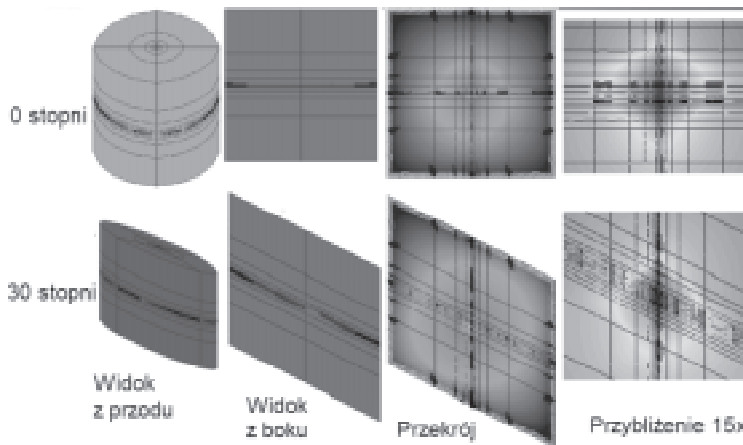 0 stopni
30 stopni
Widok
z przodu
Widok
z boku
Przekrój
Przybliżenie 15x